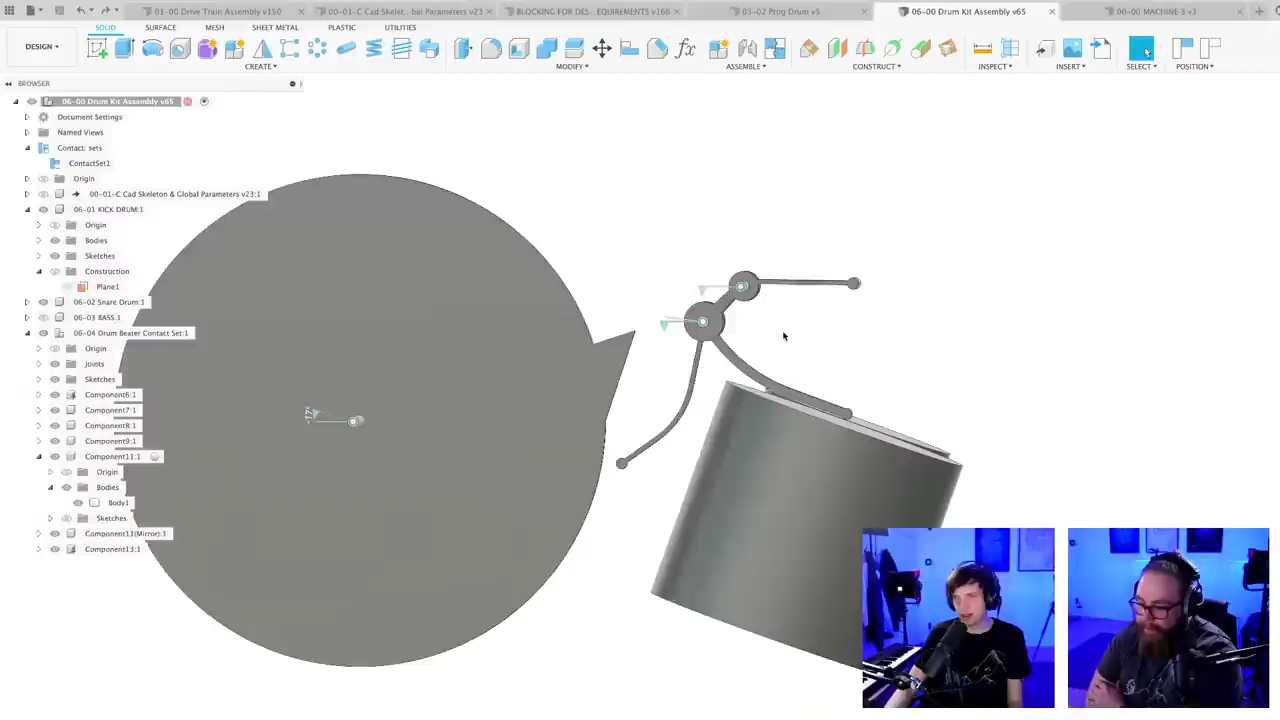 01-00 Drive Train Assembly v150
00-01-C Cad Skelet .. bal Parameters v23
BLOCKING FOR DES.. EQUIREMENTS v166
03-02 Prog Drum v5
06-00 Drum Kit Assembly v65
00-00 MACHINE 3 v3
SOLID
SURFACE
MESH
SHEET METAL
PLASTIC
UTILITIES
DESIGN
CREATE
MODIFY
ASSEMBLE
CONSTRUCT
INSPECT
INSERT
SELECT
POSITION
BROWSER
06-00 Drum Kit Assembly v65
Document Settings
Named Views
Contact: sets
ContactSet1
Origin
00-01-C Cad Skeleton & Global Parameters v23:1
06-01 KICK DRUM:1
Origin
Bodies
Sketches
Construction
Plane1
06-02 Snare Drum:1
06-03 BASS:1
06-04 Drum Beater Contact Set:1
Origin
Joints
Sketches
Component6:1
Component7:1
Component8:1
Component9:1
Component11:1
Origin
Bodies
Body1
Sketches
Component11(Mirror):1
Component13:1